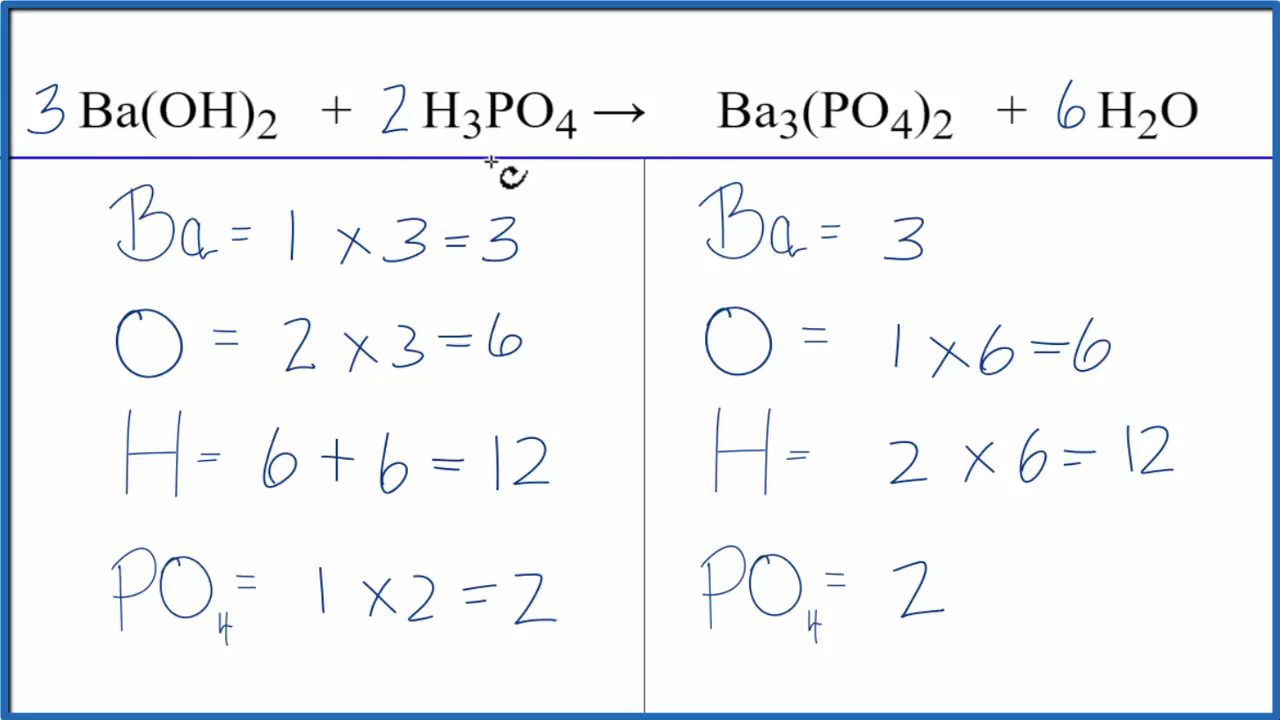 3 Ba(OH)2 + 2 H3PO4 → Ba3(PO4)2 + 6 H2O
Ba = 1 × 3 = 3
O = 2 × 3 = 6
H = 6 + 6 = 12
PO4 = 1 × 2 = 2
Ba = 3
O = 1 × 6 = 6
H = 2 × 6 = 12
PO4 = 2